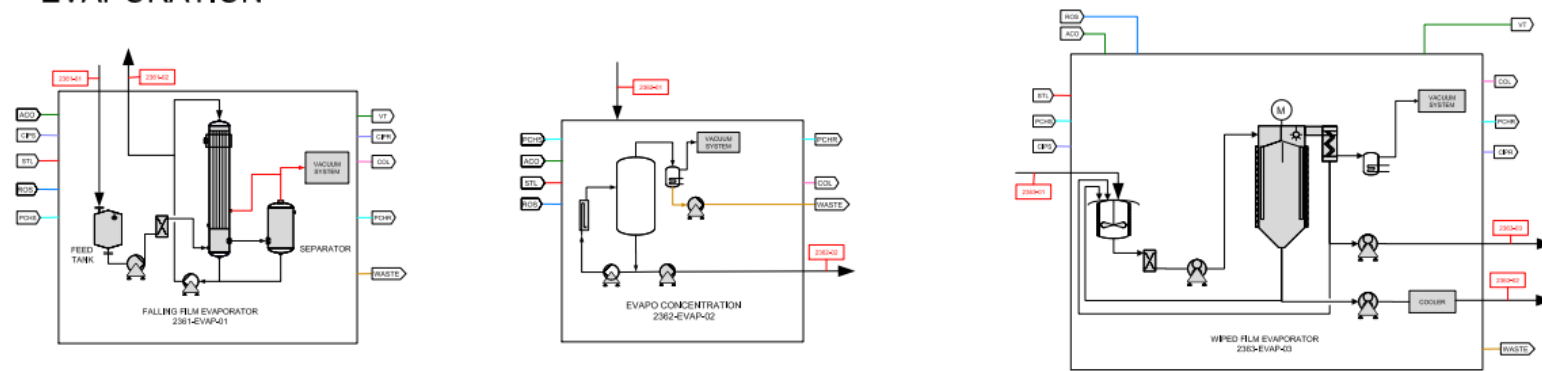 EVAPORATION
2361-01
2361-02
ACO
CIPS
STL
ROS
PCHS
VT
CIPR
COL
PCHR
WASTE
VACUUM
SYSTEM
FEED
TANK
SEPARATOR
FALLING FILM EVAPORATOR
2361-EVAP-01
2362-01
PCHS
ACO
STL
ROS
VACUUM
SYSTEM
PCHR
COL
WASTE
2362-02
EVAPO CONCENTRATION
2362-EVAP-02
ROS
ACO
VT
STL
PCHS
CIPS
2363-01
M
VACUUM
SYSTEM
COL
PCHR
CIPR
2363-03
2363-02
COOLER
WASTE
WIPED FILM EVAPORATOR
2363-EVAP-03